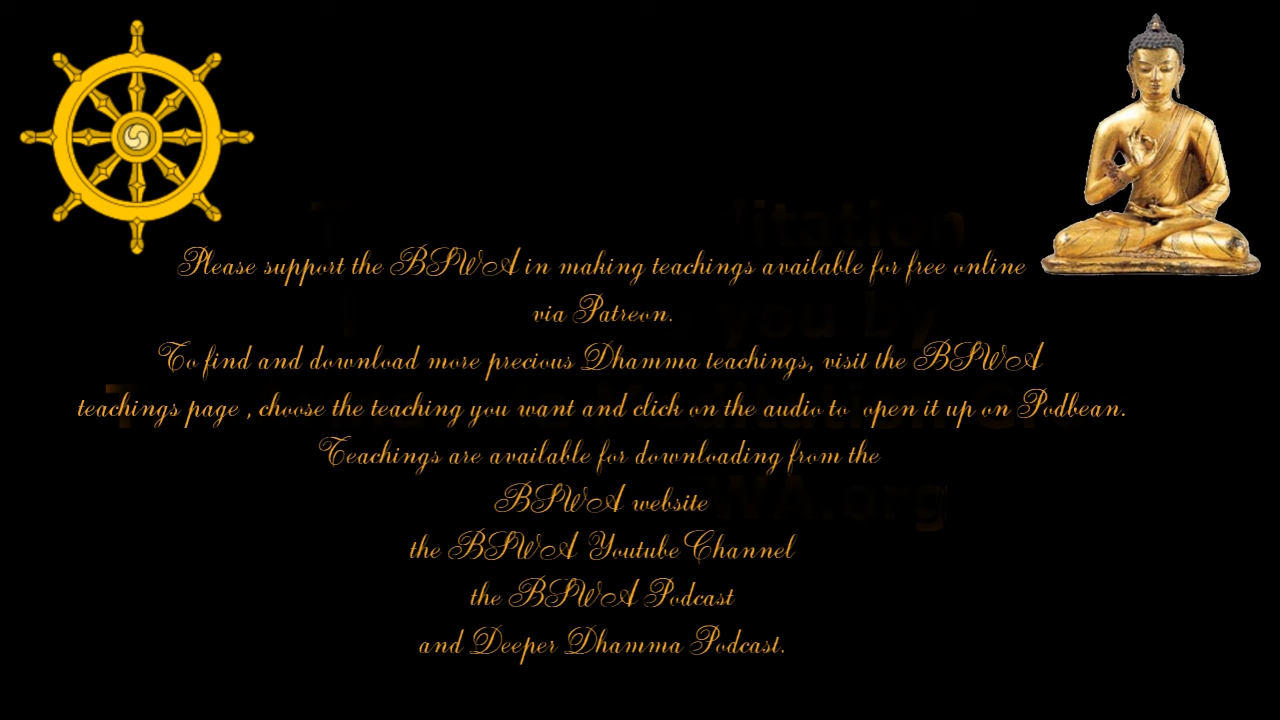 Please support the BSWA in making teachings available for free online
via Patreon.
To find and download more precious Dhamma teachings, visit the BSWA
teachings page , choose the teaching you want and click on the audio to open it up on Podbean.
Teachings are available for downloading from the
BSWA website
the BSWA Youtube Channel
the BSWA Podcast
and Deeper Dhamma Podcast.